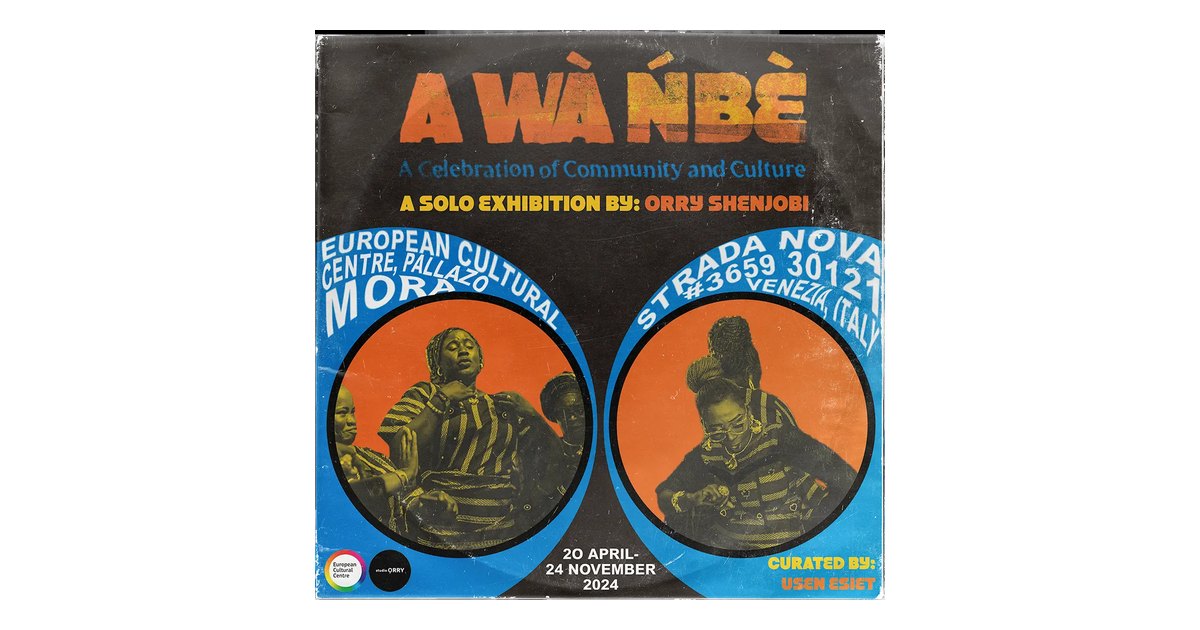 A WÀ ŃBÈ
A Celebration of Community and Culture
A SOLO EXHIBITION BY: ORRY SHENJOBI
EUROPEAN CULTURAL
CENTRE, PALLAZO
MORA
STRADA NOVA
#3659 30121
VENEZIA, ITALY
20 APRIL-
24 NOVEMBER
2024
European
Cultural
Centre
studio ORRY
CURATED BY:
USEN ESIET